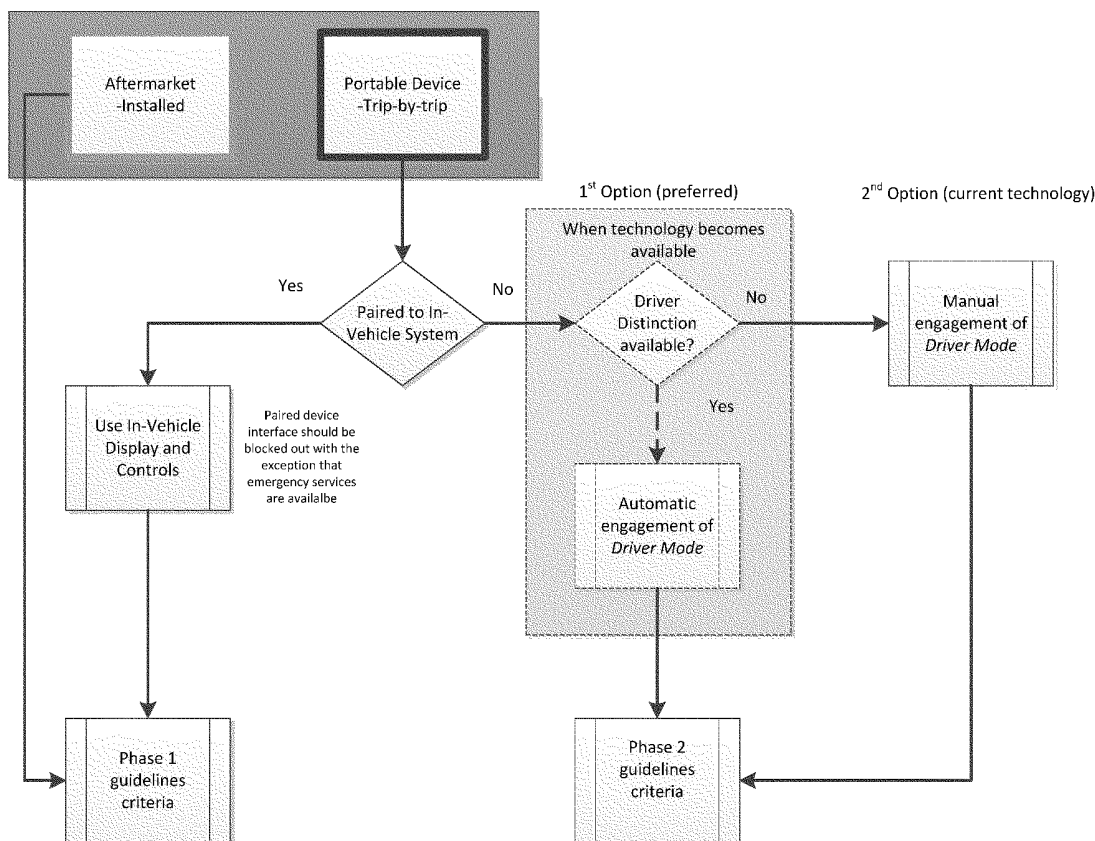 Aftermarket
-Installed
Portable Device
-Trip-by-trip
1st Option (preferred)
2nd Option (current technology)
When technology becomes
available
Yes
Paired to In-
Vehicle System
No
Driver
Distinction
available?
No
Manual
engagement of
Driver Mode
Yes
Use In-Vehicle
Display and
Controls
Paired device
interface should be
blocked out with the
exception that
emergency services
are availalbe
Automatic
engagement of
Driver Mode
Phase 1
guidelines
criteria
Phase 2
guidelines
criteria